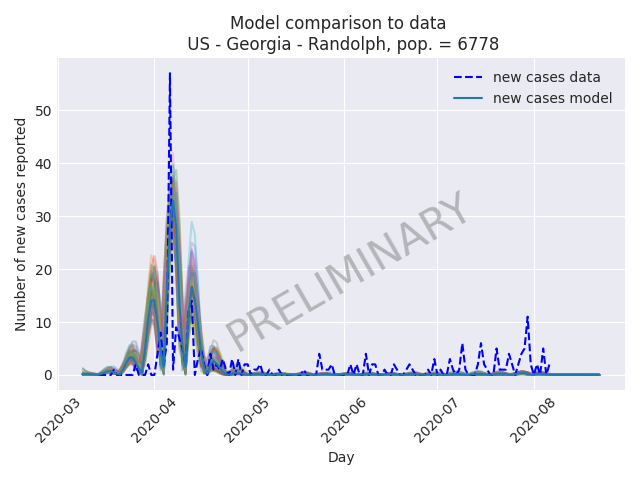 Model comparison to data
US - Georgia - Randolph, pop. = 6778
new cases data
new cases model
50
40
30
20
10
0
Number of new cases reported
PRELIMINARY
2020-03
2020-04
2020-05
2020-06
2020-07
2020-08
Day